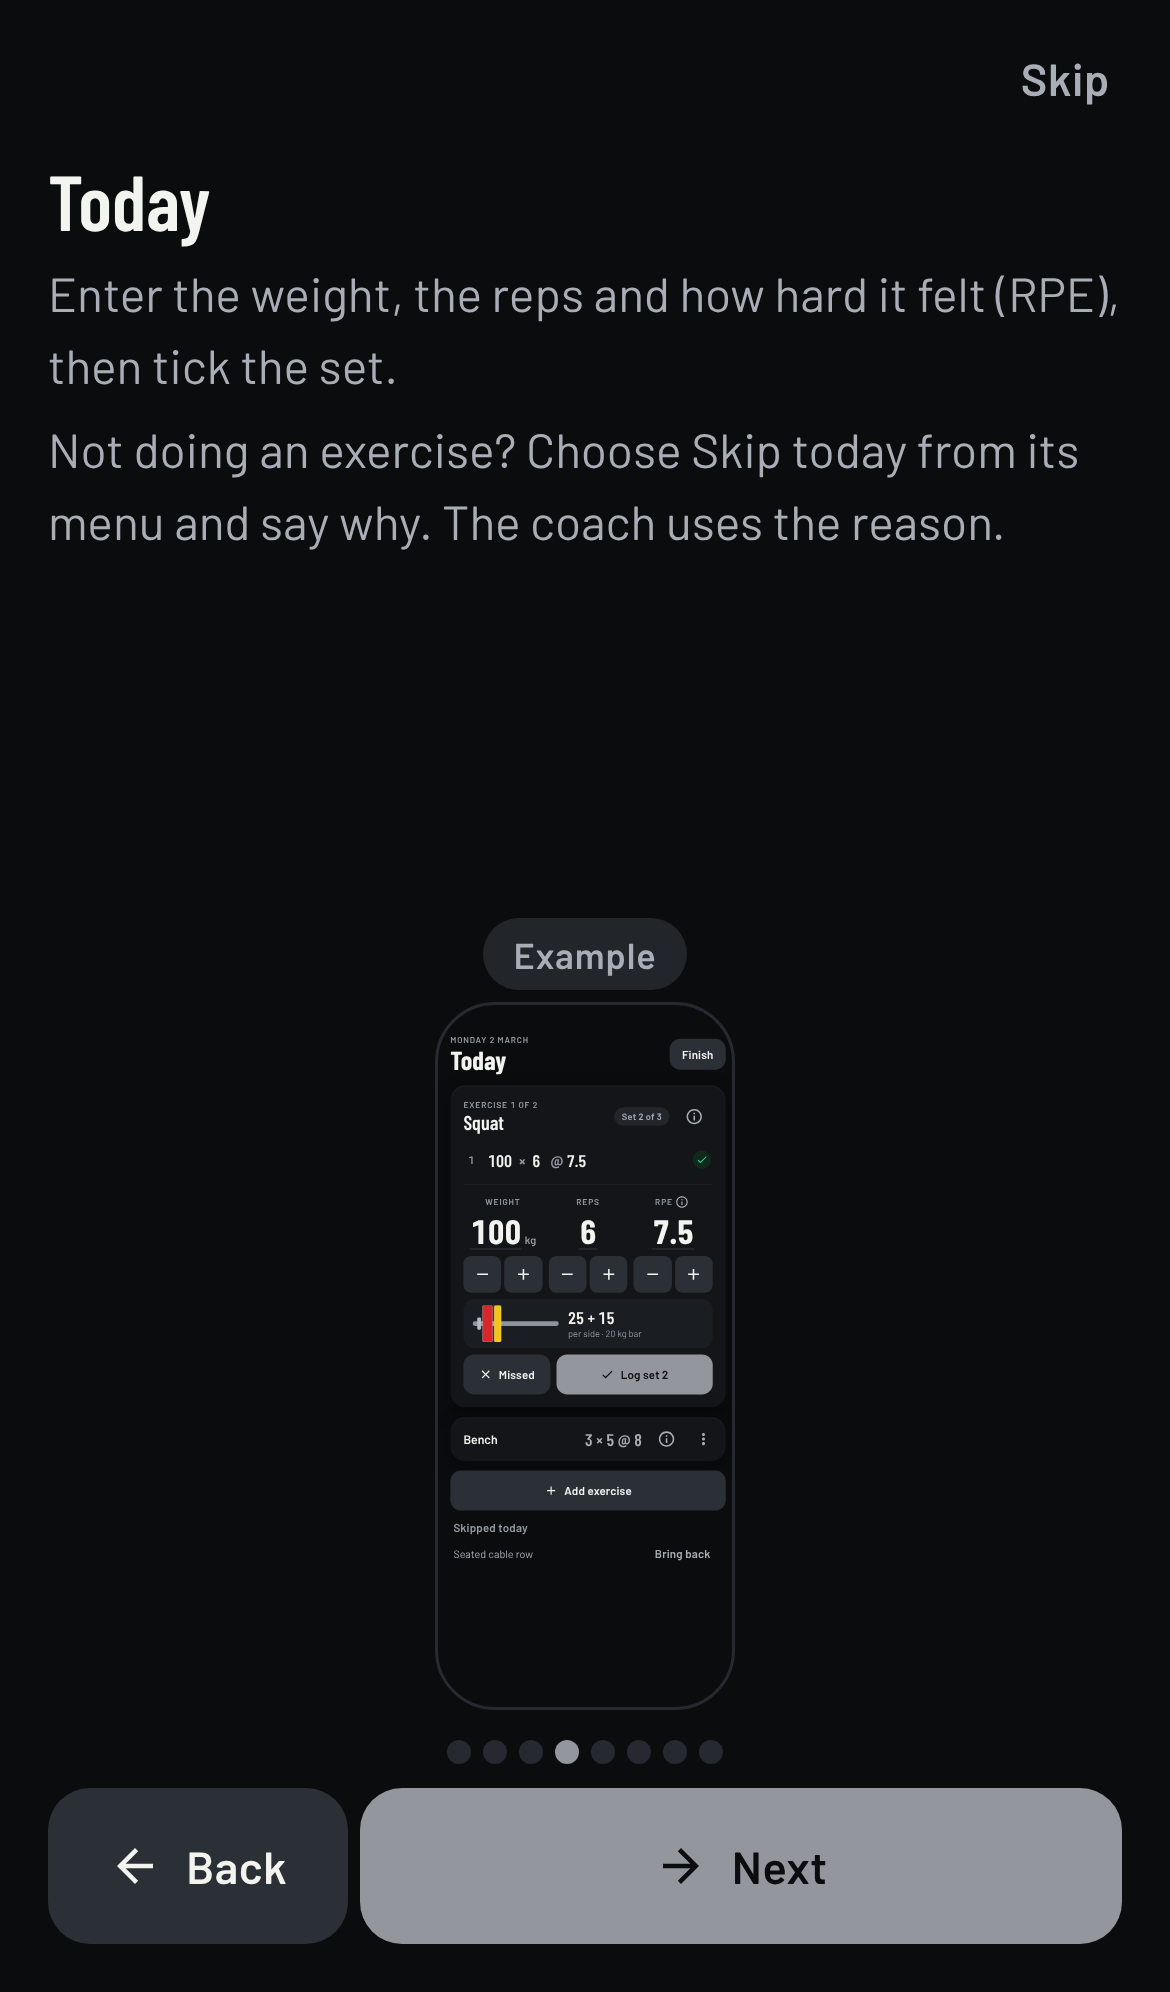 Skip
Today
Enter the weight, the reps and how hard it felt (RPE),
then tick the set.
Not doing an exercise? Choose Skip today from its
menu and say why. The coach uses the reason.
Example
MONDAY 2 MARCH
Today
Finish
EXERCISE 1 OF 2
Squat
Set 2 of 3
1 100 × 6 @ 7.5
WEIGHT REPS RPE
100 kg 6 7.5
− + − + − +
25 + 15
per side · 20 kg bar
Missed
Log set 2
Bench 3 × 5 @ 8
+ Add exercise
Skipped today
Seated cable row Bring back
Back
Next